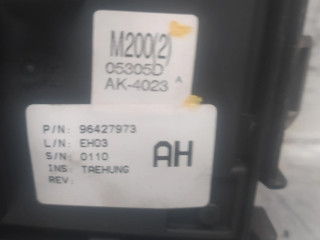 M200(2)
05305D
AK-4023 A
P/N: 96427973
L/N: EH03
S/N: 0110
INS: TAEHUNG
REV:
AH